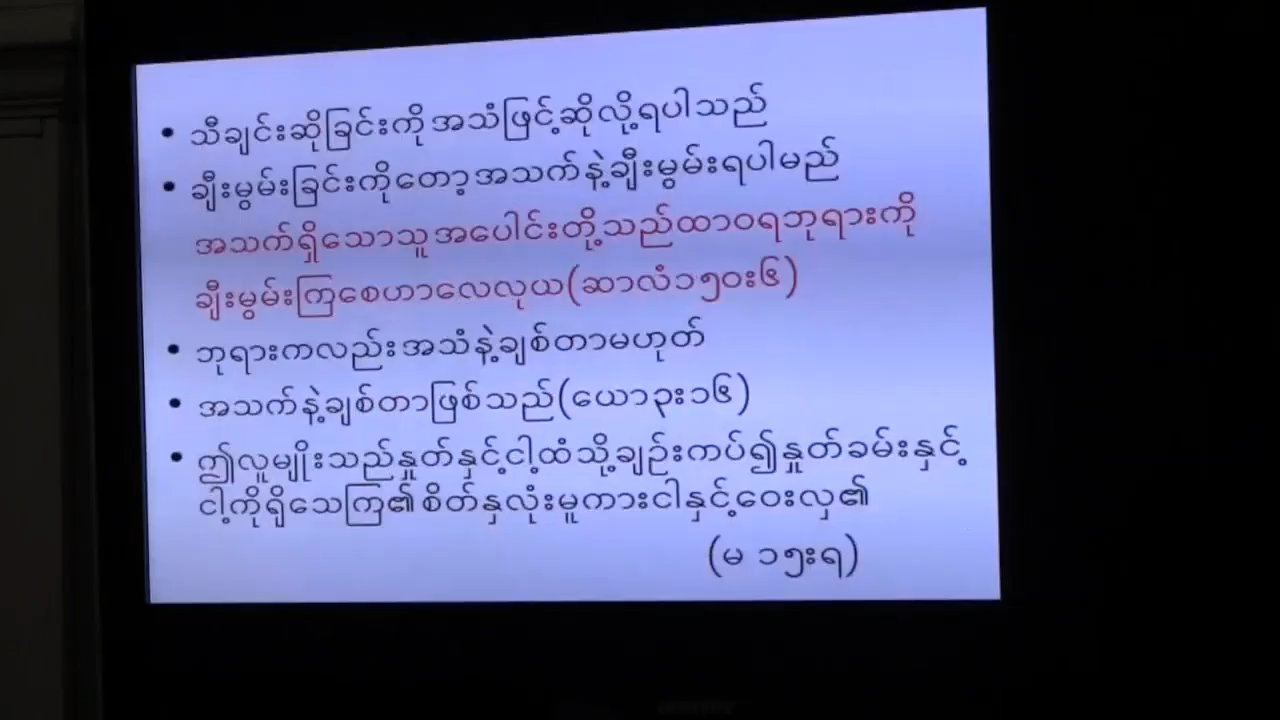 • သီချင်းဆိုခြင်းကိုအသံဖြင့်ဆိုလို့ရပါသည်
• ချီးမွမ်းခြင်းကိုတော့အသက်နဲ့ချီးမွမ်းရပါမည်
အသက်ရှိသောသူအပေါင်းတို့သည်ထာဝရဘုရားကို
ချီးမွမ်းကြစေဟာလေလုယ(ဆာလံ၁၅၀း၆)
• ဘုရားကလည်းအသံနဲ့ချစ်တာမဟုတ်
• အသက်နဲ့ချစ်တာဖြစ်သည်(ယော၃း၁၆)
• ဤလူမျိုးသည်နှုတ်နှင့်ငါ့ထံသို့ချဉ်းကပ်၍နှုတ်ခမ်းနှင့်
ငါ့ကိုရိုသေကြ၏စိတ်နှလုံးမူကားငါနှင့်ဝေးလှ၏
(မ ၁၅းရ)